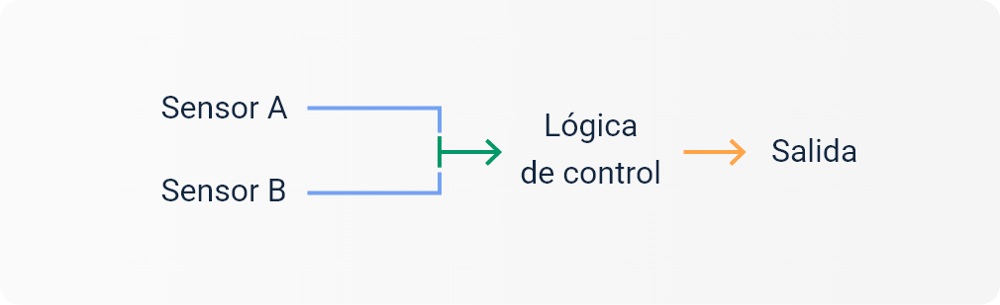 Sensor A
Sensor B
Lógica
de control
Salida